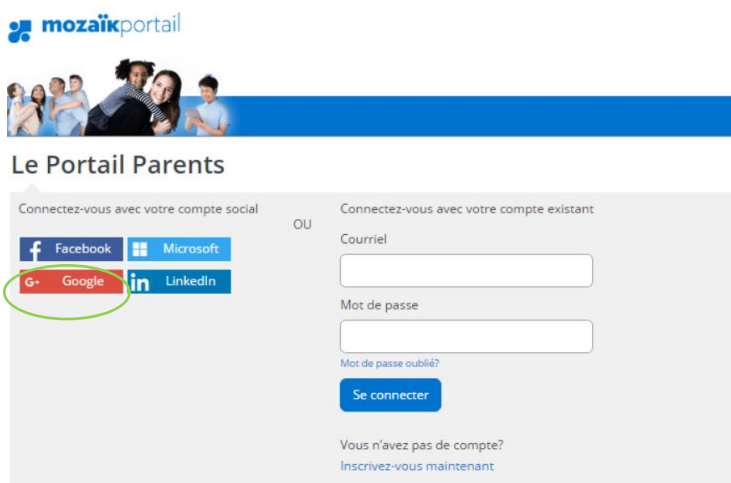 mozaïkportail
Le Portail Parents
Connectez-vous avec votre compte social
Facebook
Microsoft
G+ Google
in LinkedIn
OU
Connectez-vous avec votre compte existant
Courriel
Mot de passe
Mot de passe oublié?
Se connecter
Vous n'avez pas de compte?
Inscrivez-vous maintenant